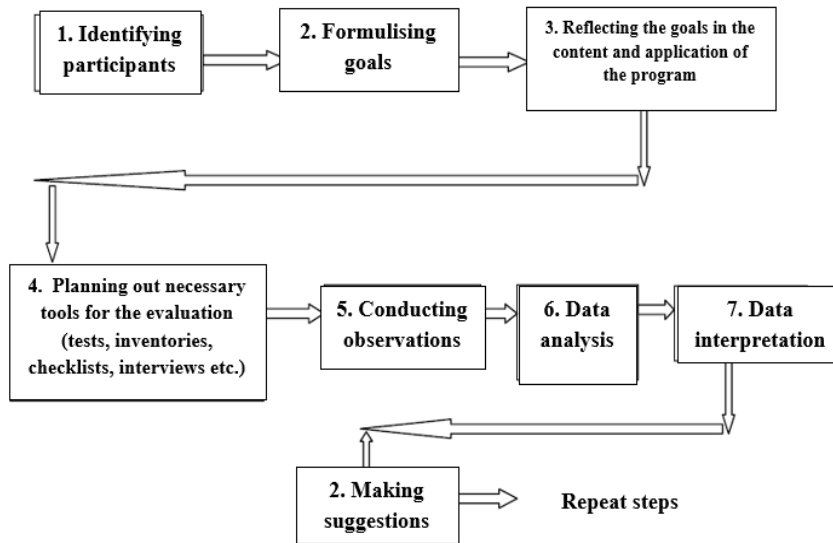 1. Identifying
participants
2. Formulising
goals
3. Reflecting the goals in the
content and application of
the program
4. Planning out necessary
tools for the evaluation
(tests, inventories,
checklists, interviews etc.)
5. Conducting
observations
6. Data
analysis
7. Data
interpretation
2. Making
suggestions
Repeat steps